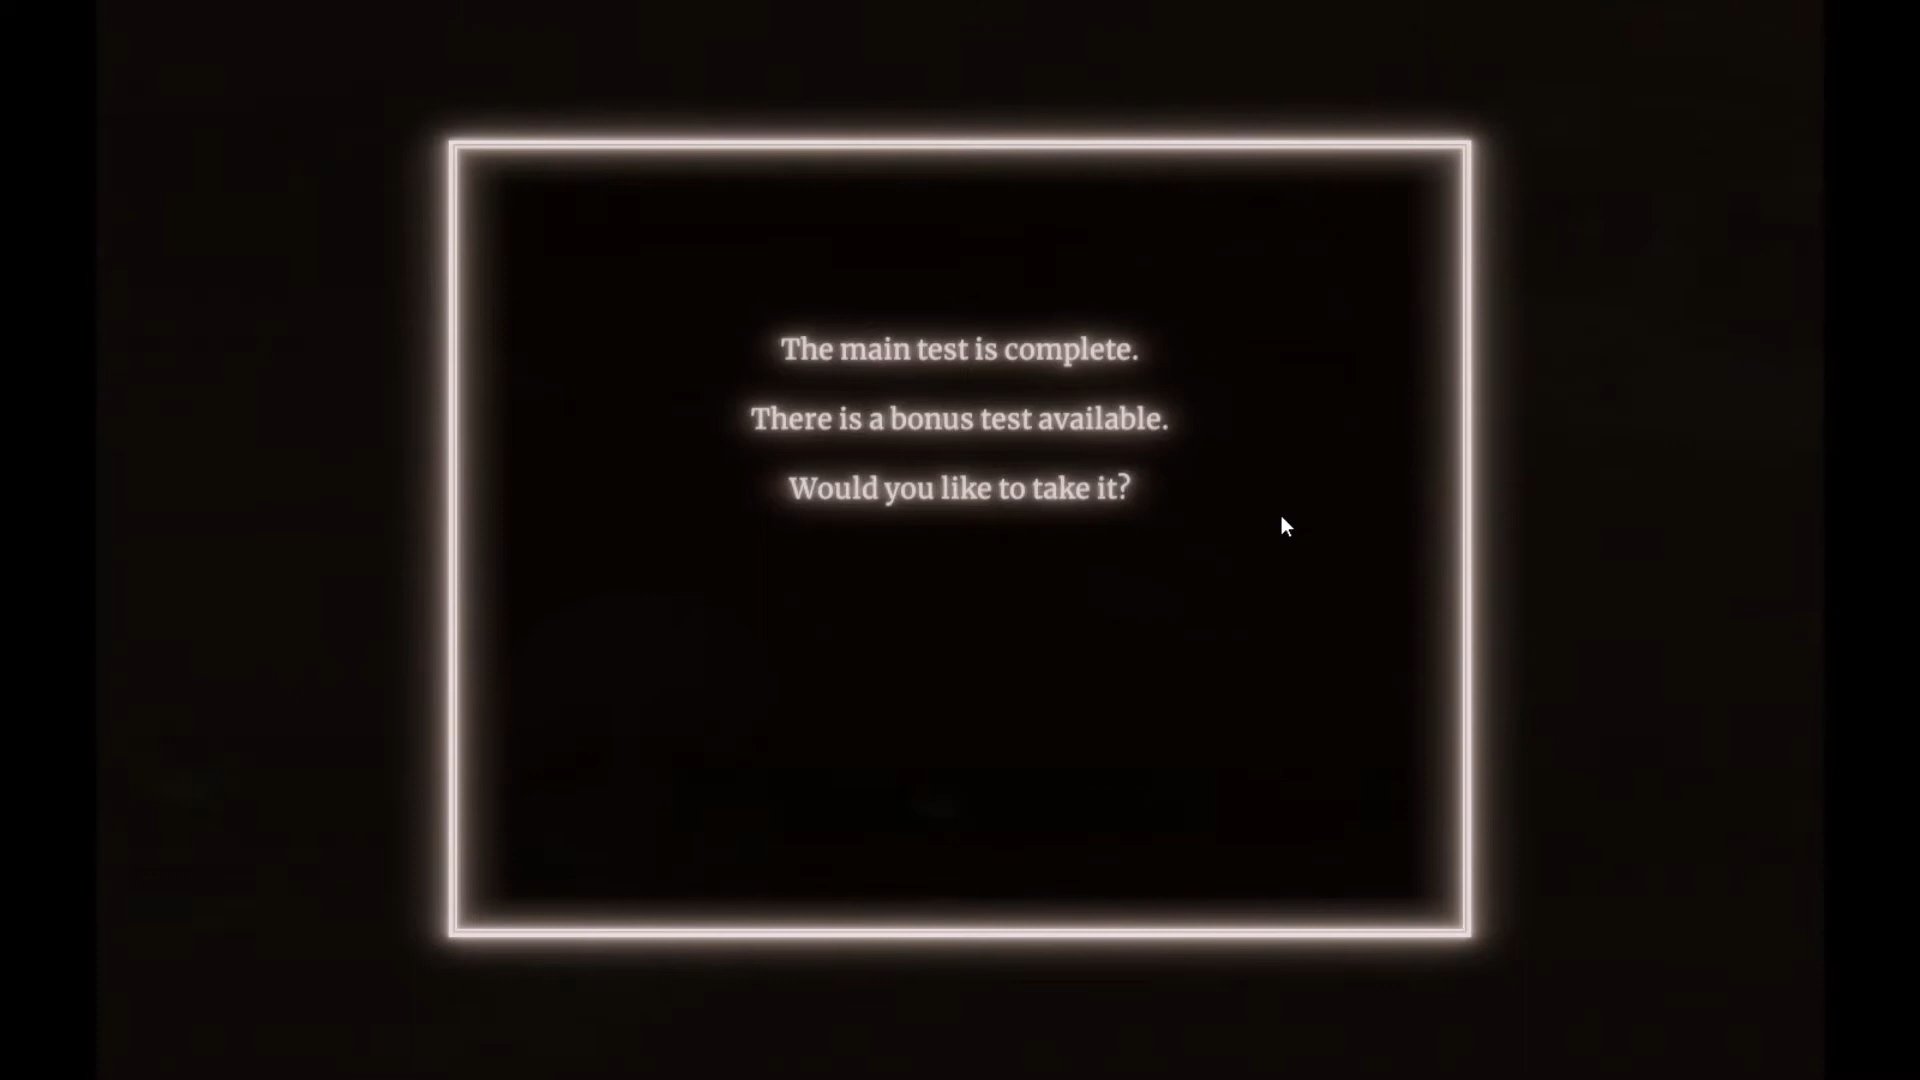 The main test is complete.
There is a bonus test available.
Would you like to take it?